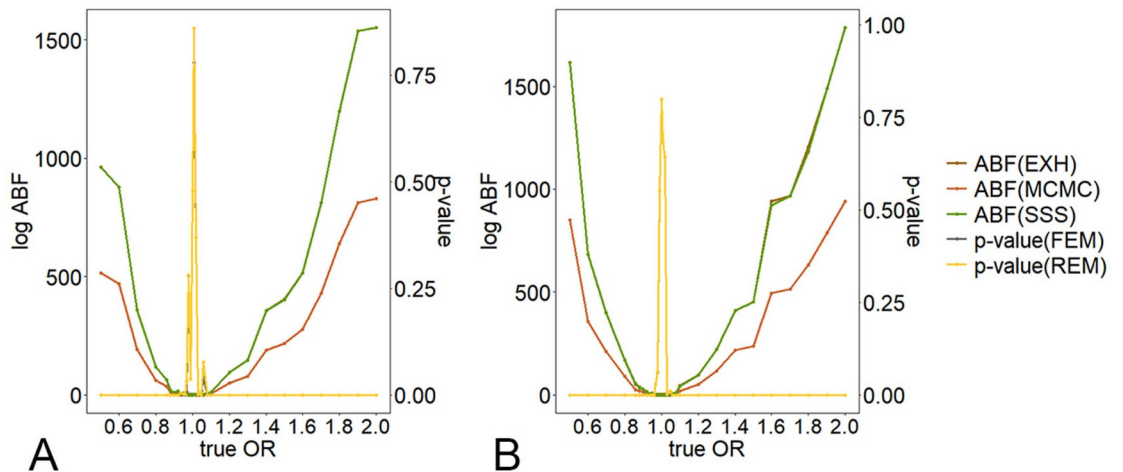 1500
1000
500
0
log ABF
0.75
0.50
0.25
0.00
p-value
0.6 0.8 1.0 1.2 1.4 1.6 1.8 2.0
true OR
A
1500
1000
500
0
log ABF
1.00
0.75
0.50
0.25
0.00
p-value
0.6 0.8 1.0 1.2 1.4 1.6 1.8 2.0
true OR
B
ABF(EXH)
ABF(MCMC)
ABF(SSS)
p-value(FEM)
p-value(REM)